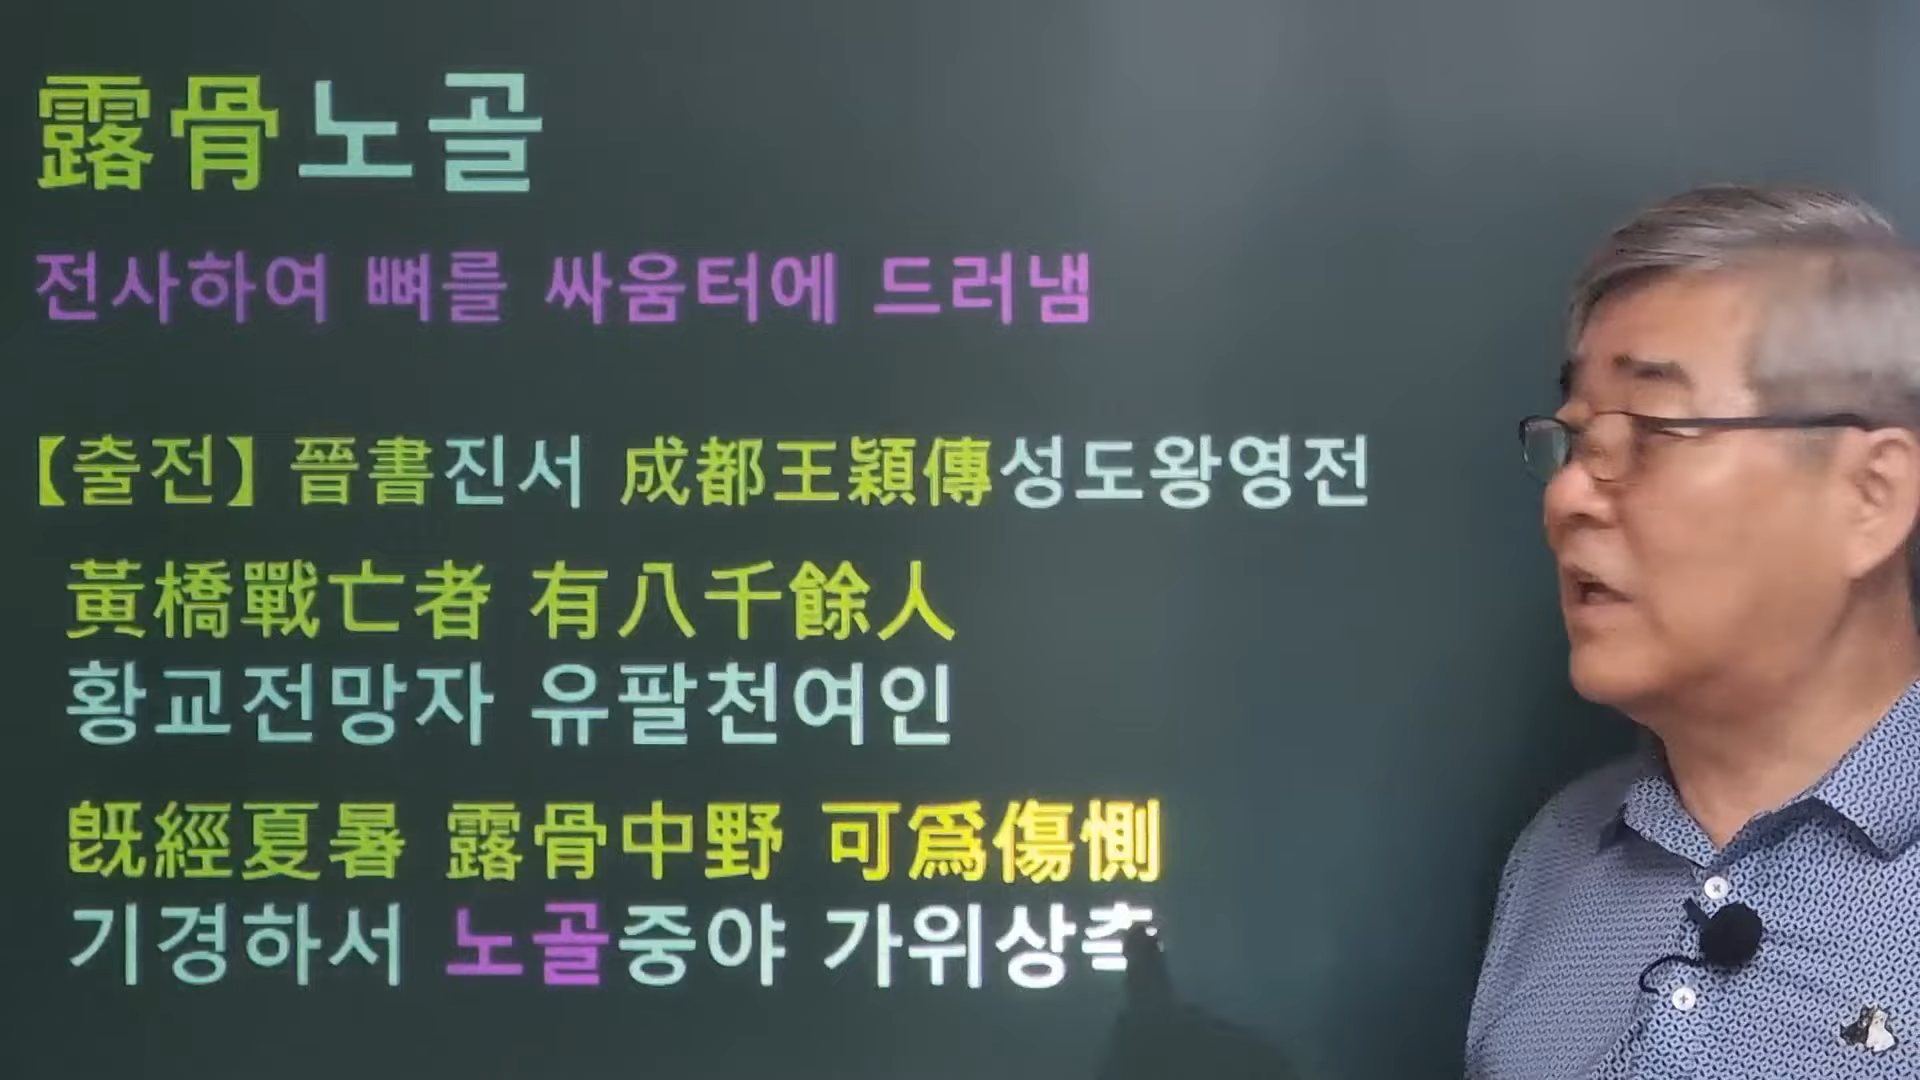 露骨노골
전사하여 뼈를 싸움터에 드러냄
【출전】 晉書진서 成都王穎傳성도왕영전
黃橋戰亡者 有八千餘人
황교전망자 유팔천여인
旣經夏暑 露骨中野 可爲傷惻
기경하서 노골중야 가위상측